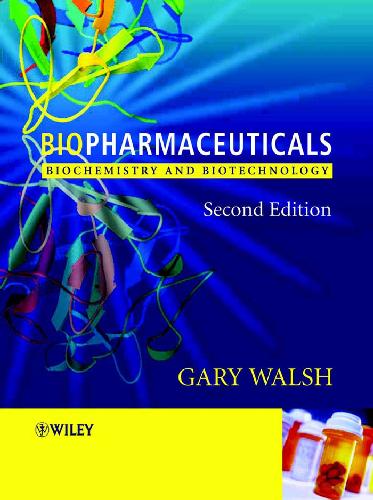 BIOPHARMACEUTICALS
BIOCHEMISTRY AND BIOTECHNOLOGY
Second Edition
GARY WALSH
WILEY